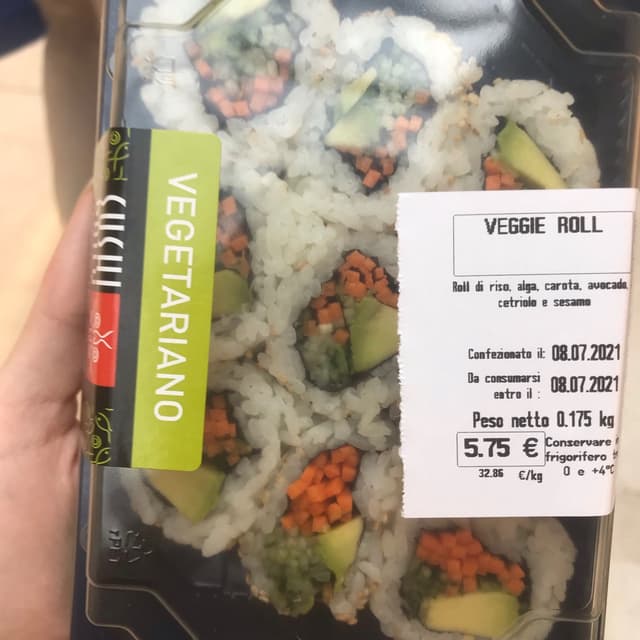 VEGETARIANO
VEGGIE ROLL
Roll di riso, alga, carota, avocado,
cetriolo e sesamo
Confezionato il: 08.07.2021
Da consumarsi
entro il : 08.07.2021
Peso netto 0.175 kg
5.75 € Conservare
frigorifero
32.86 €/kg 0 e +4°C